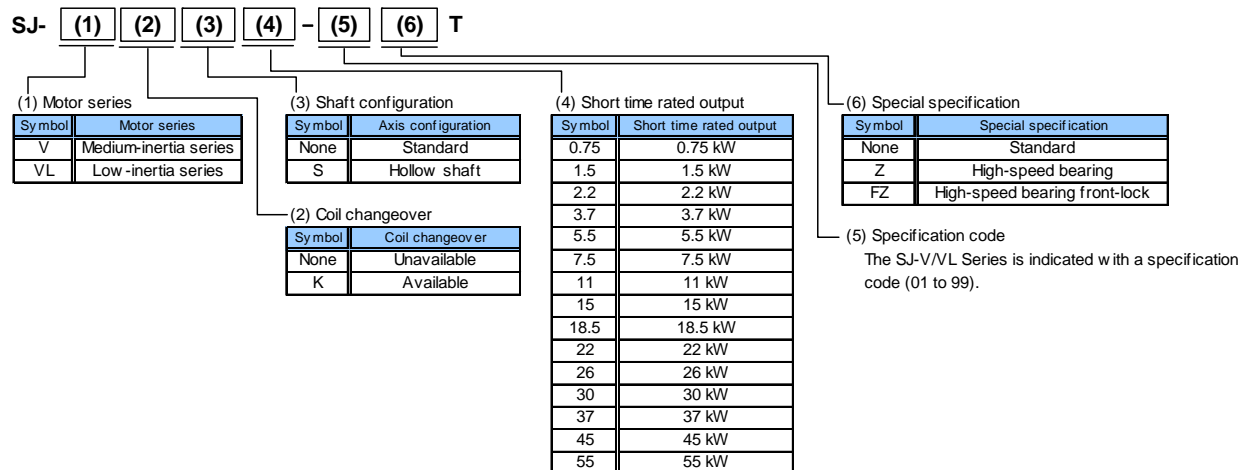 SJ- (1) (2) (3) (4) – (5) (6) T
(1) Motor series
Symbol Motor series
V Medium-inertia series
VL Low-inertia series
(3) Shaft configuration
Symbol Axis configuration
None Standard
S Hollow shaft
(2) Coil changeover
Symbol Coil changeover
None Unavailable
K Available
(4) Short time rated output
Symbol Short time rated output
0.75 0.75 kW
1.5 1.5 kW
2.2 2.2 kW
3.7 3.7 kW
5.5 5.5 kW
7.5 7.5 kW
11 11 kW
15 15 kW
18.5 18.5 kW
22 22 kW
26 26 kW
30 30 kW
37 37 kW
45 45 kW
55 55 kW
(6) Special specification
Symbol Special specification
None Standard
Z High-speed bearing
FZ High-speed bearing front-lock
(5) Specification code
The SJ-V/VL Series is indicated with a specification
code (01 to 99).